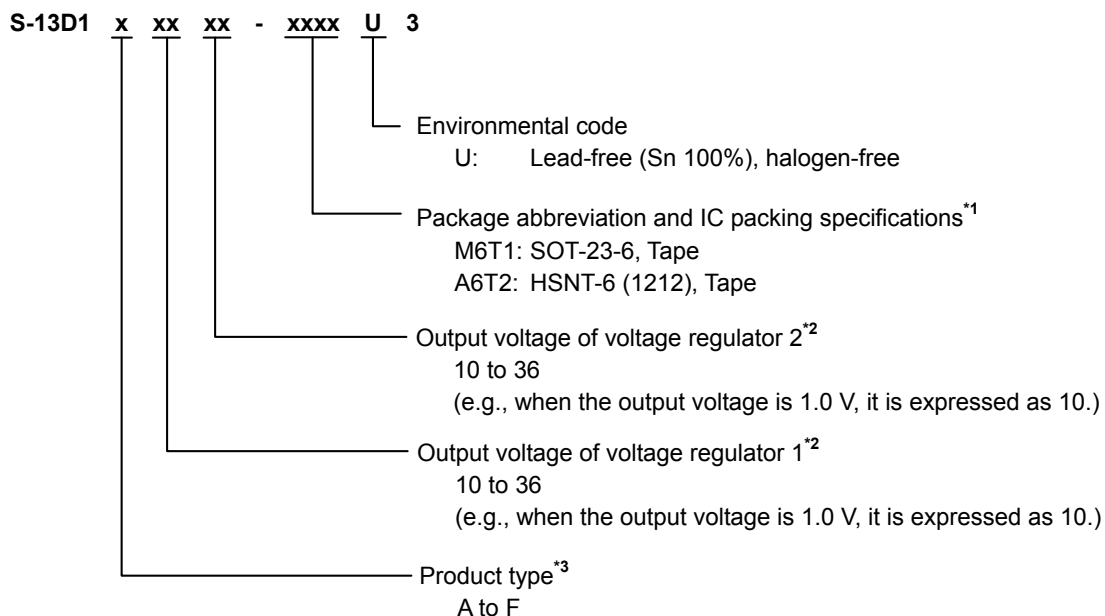 S-13D1 x xx xx - xxxx U 3
Environmental code
U: Lead-free (Sn 100%), halogen-free
Package abbreviation and IC packing specifications*1
M6T1: SOT-23-6, Tape
A6T2: HSNT-6 (1212), Tape
Output voltage of voltage regulator 2*2
10 to 36
(e.g., when the output voltage is 1.0 V, it is expressed as 10.)
Output voltage of voltage regulator 1*2
10 to 36
(e.g., when the output voltage is 1.0 V, it is expressed as 10.)
Product type*3
A to F